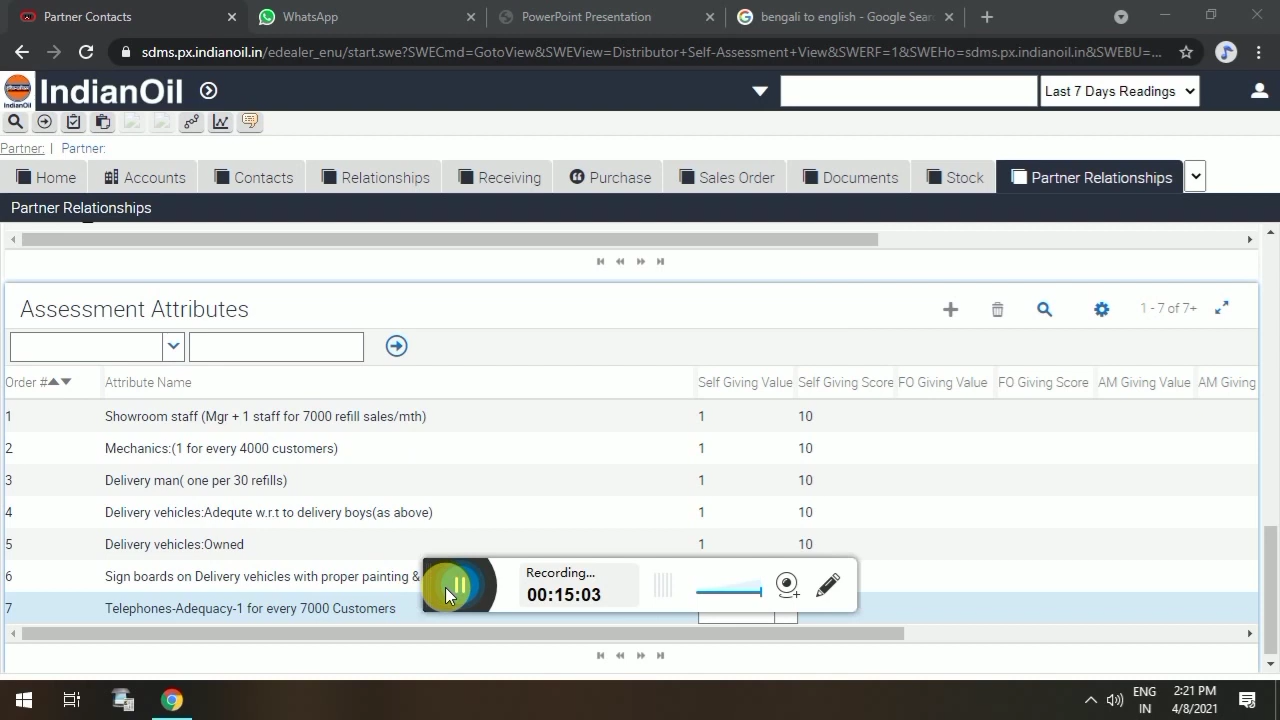 Partner Contacts
WhatsApp
PowerPoint Presentation
bengali to english - Google Sear
sdms.px.indianoil.in/edealer_enu/start.swe?SWECmd=GotoView&SWEView=Distributor+Self-Assessment+View&SWERF=1&SWEHo=sdms.px.indianoil.in&SWEBU=...
IndianOil
Last 7 Days Readings
Partner: | Partner:
Home
Accounts
Contacts
Relationships
Receiving
Purchase
Sales Order
Documents
Stock
Partner Relationships
Partner Relationships
Assessment Attributes
1 - 7 of 7+
Order #
Attribute Name
Self Giving Value
Self Giving Score
FO Giving Value
FO Giving Score
AM Giving Value
AM Giving
1 Showroom staff (Mgr + 1 staff for 7000 refill sales/mth) 1 10
2 Mechanics:(1 for every 4000 customers) 1 10
3 Delivery man( one per 30 refills) 1 10
4 Delivery vehicles:Adequte w.r.t to delivery boys(as above) 1 10
5 Delivery vehicles:Owned 1 10
6 Sign boards on Delivery vehicles with proper painting &
7 Telephones-Adequacy-1 for every 7000 Customers
Recording...
00:15:03
ENG
IN
2:21 PM
4/8/2021